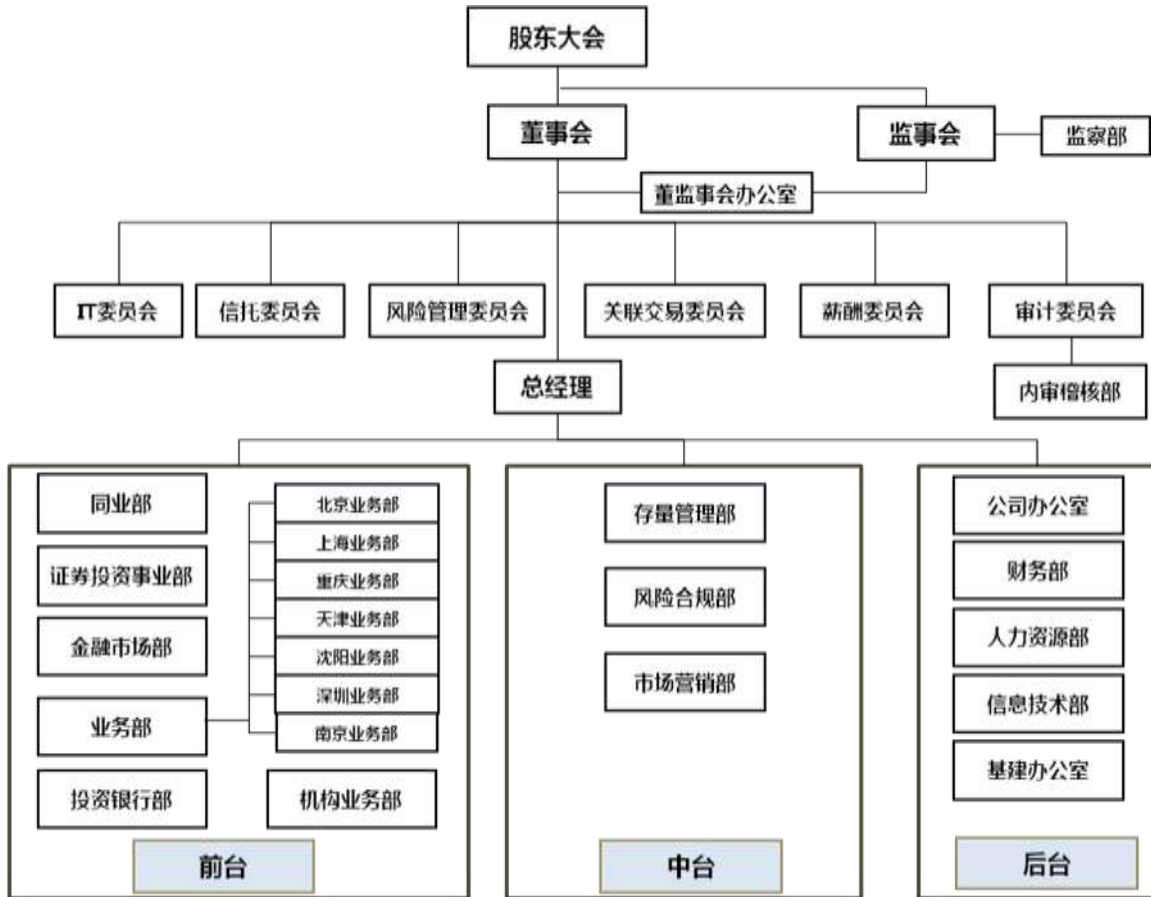 股东大会
董事会
监事会
监察部
董监事会办公室
IT委员会
信托委员会
风险管理委员会
关联交易委员会
薪酬委员会
审计委员会
总经理
内审稽核部
同业部
证券投资事业部
金融市场部
业务部
投资银行部
北京业务部
上海业务部
重庆业务部
天津业务部
沈阳业务部
深圳业务部
南京业务部
机构业务部
前台
存量管理部
风险合规部
市场营销部
中台
公司办公室
财务部
人力资源部
信息技术部
基建办公室
后台